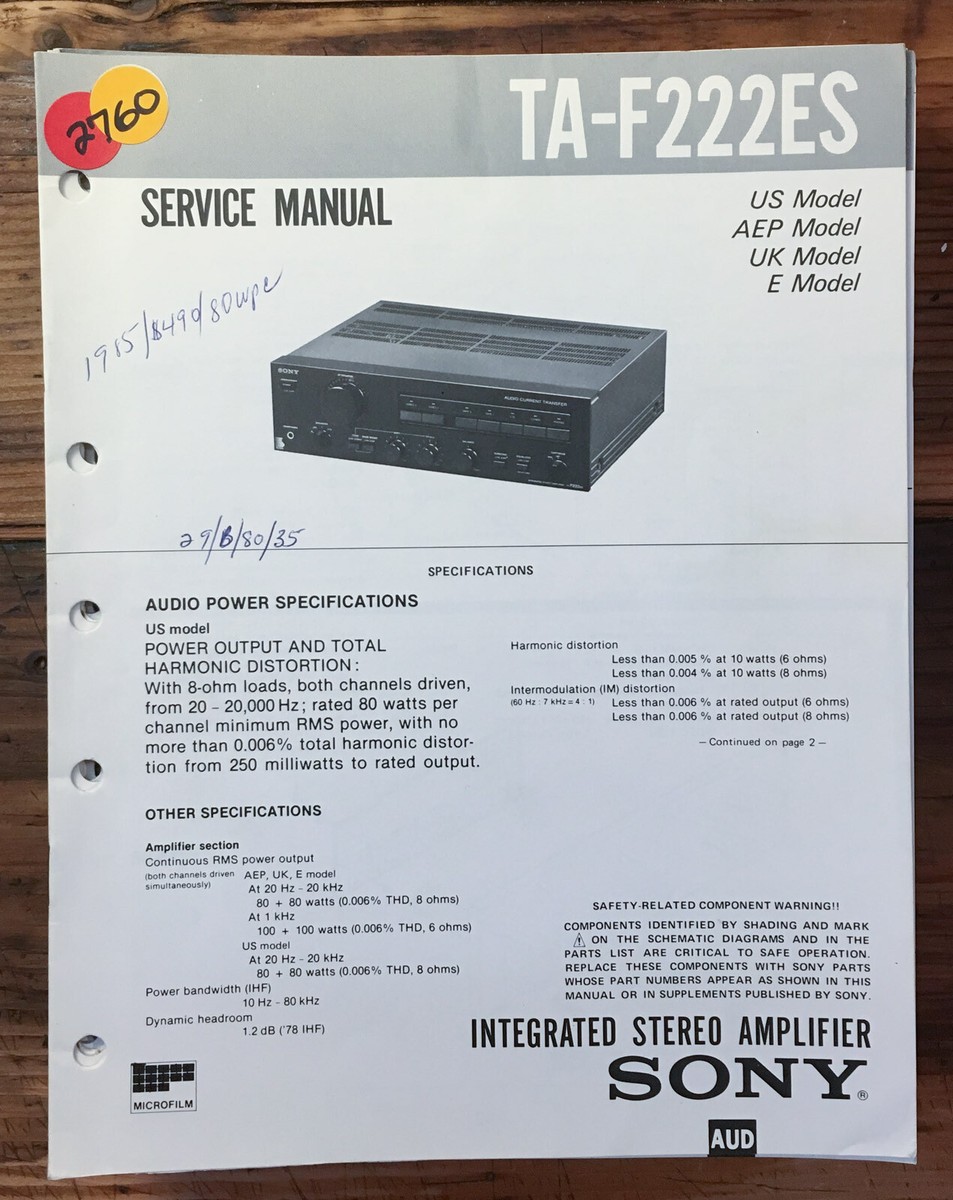 2760
TA-F222ES
SERVICE MANUAL
US Model
AEP Model
UK Model
E Model
1985/$490/80wpc
SONY
AUDIO CURRENT TRANSFER
29/B/80/35
SPECIFICATIONS
AUDIO POWER SPECIFICATIONS
US model
POWER OUTPUT AND TOTAL
HARMONIC DISTORTION:
With 8-ohm loads, both channels driven,
from 20 – 20,000 Hz; rated 80 watts per
channel minimum RMS power, with no
more than 0.006% total harmonic distor-
tion from 250 milliwatts to rated output.
OTHER SPECIFICATIONS
Amplifier section
Continuous RMS power output
(both channels driven simultaneously)
AEP, UK, E model
At 20 Hz – 20 kHz
80 + 80 watts (0.006% THD, 8 ohms)
At 1 kHz
100 + 100 watts (0.006% THD, 6 ohms)
US model
At 20 Hz – 20 kHz
80 + 80 watts (0.006% THD, 8 ohms)
Power bandwidth (IHF)
10 Hz – 80 kHz
Dynamic headroom
1.2 dB ('78 IHF)
Harmonic distortion
Less than 0.005 % at 10 watts (6 ohms)
Less than 0.004 % at 10 watts (8 ohms)
Intermodulation (IM) distortion
(60 Hz : 7 kHz = 4 : 1) Less than 0.006 % at rated output (6 ohms)
Less than 0.006 % at rated output (8 ohms)
– Continued on page 2 –
SAFETY-RELATED COMPONENT WARNING!!
COMPONENTS IDENTIFIED BY SHADING AND MARK
⚠ ON THE SCHEMATIC DIAGRAMS AND IN THE
PARTS LIST ARE CRITICAL TO SAFE OPERATION.
REPLACE THESE COMPONENTS WITH SONY PARTS
WHOSE PART NUMBERS APPEAR AS SHOWN IN THIS
MANUAL OR IN SUPPLEMENTS PUBLISHED BY SONY.
INTEGRATED STEREO AMPLIFIER
SONY®
MICROFILM
AUD